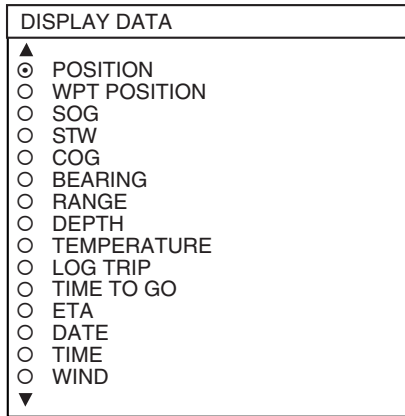 DISPLAY DATA
▲
⊙ POSITION
○ WPT POSITION
○ SOG
○ STW
○ COG
○ BEARING
○ RANGE
○ DEPTH
○ TEMPERATURE
○ LOG TRIP
○ TIME TO GO
○ ETA
○ DATE
○ TIME
○ WIND
▼